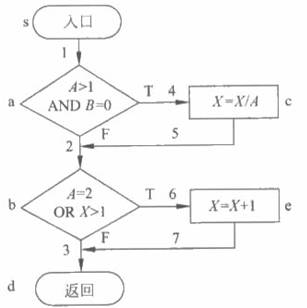 s
入口
1
a
A>1
AND B=0
T
4
X=X/A
c
5
F
2
b
A=2
OR X>1
T
6
X=X+1
e
7
F
3
d
返回